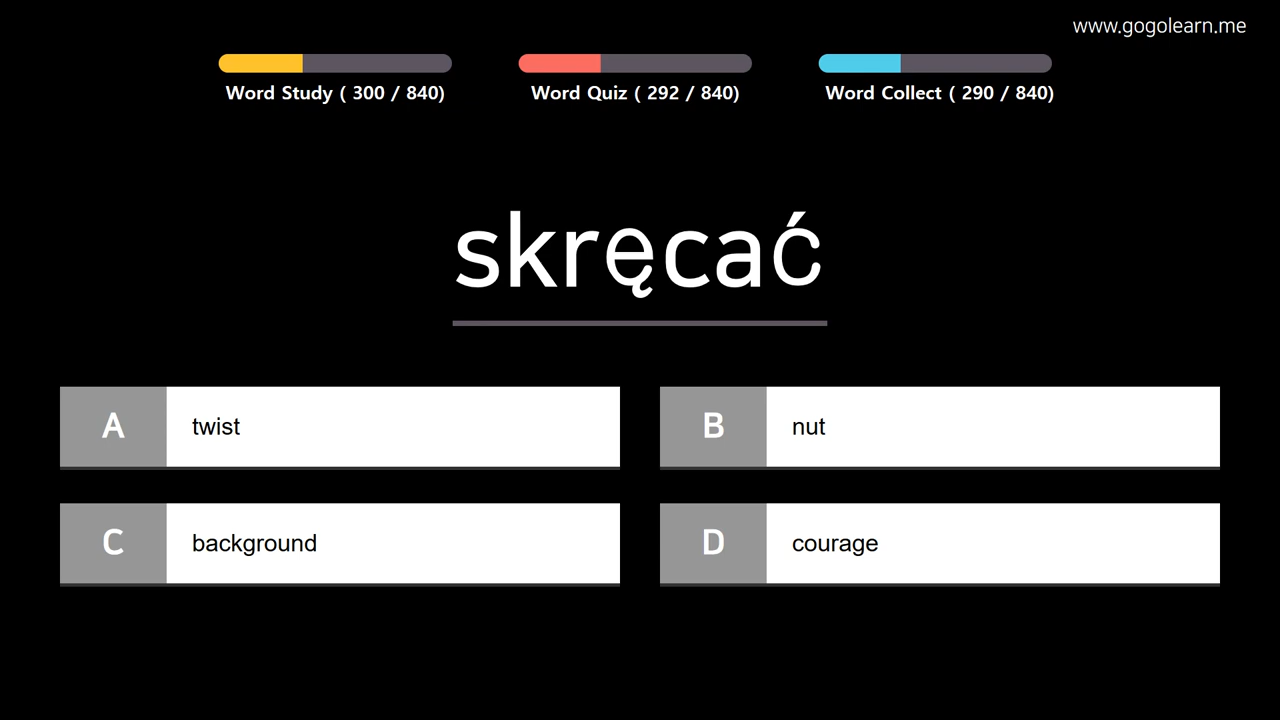 www.gogolearn.me
Word Study ( 300 / 840)
Word Quiz ( 292 / 840)
Word Collect ( 290 / 840)
skręcać
A twist
B nut
C background
D courage